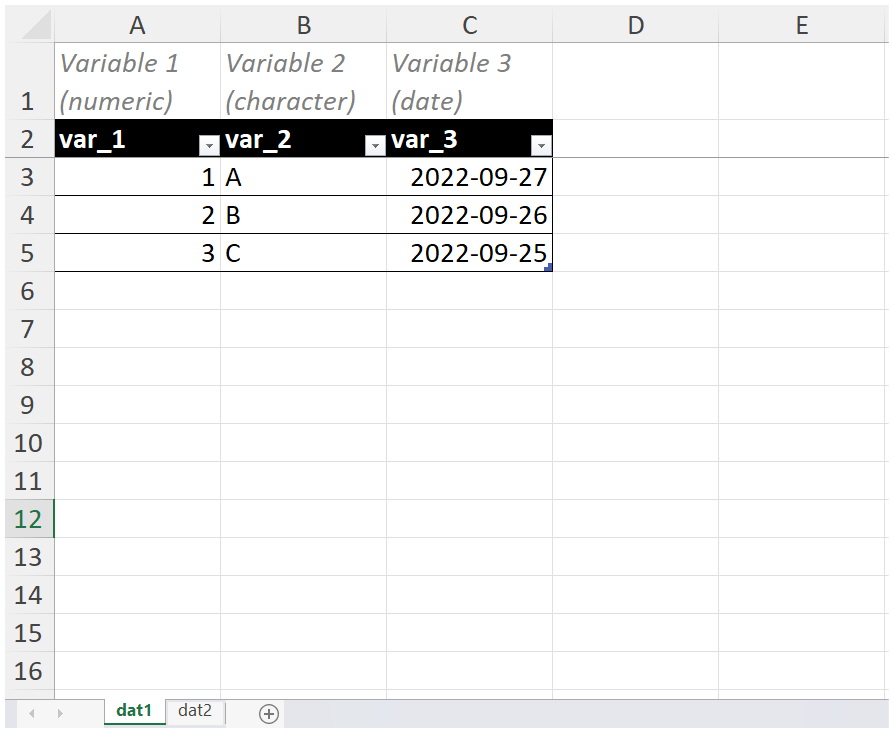 A B C D E
1 Variable 1 (numeric) Variable 2 (character) Variable 3 (date)
2 var_1 var_2 var_3
3 1 A 2022-09-27
4 2 B 2022-09-26
5 3 C 2022-09-25
6
7
8
9
10
11
12
13
14
15
16
dat1 dat2